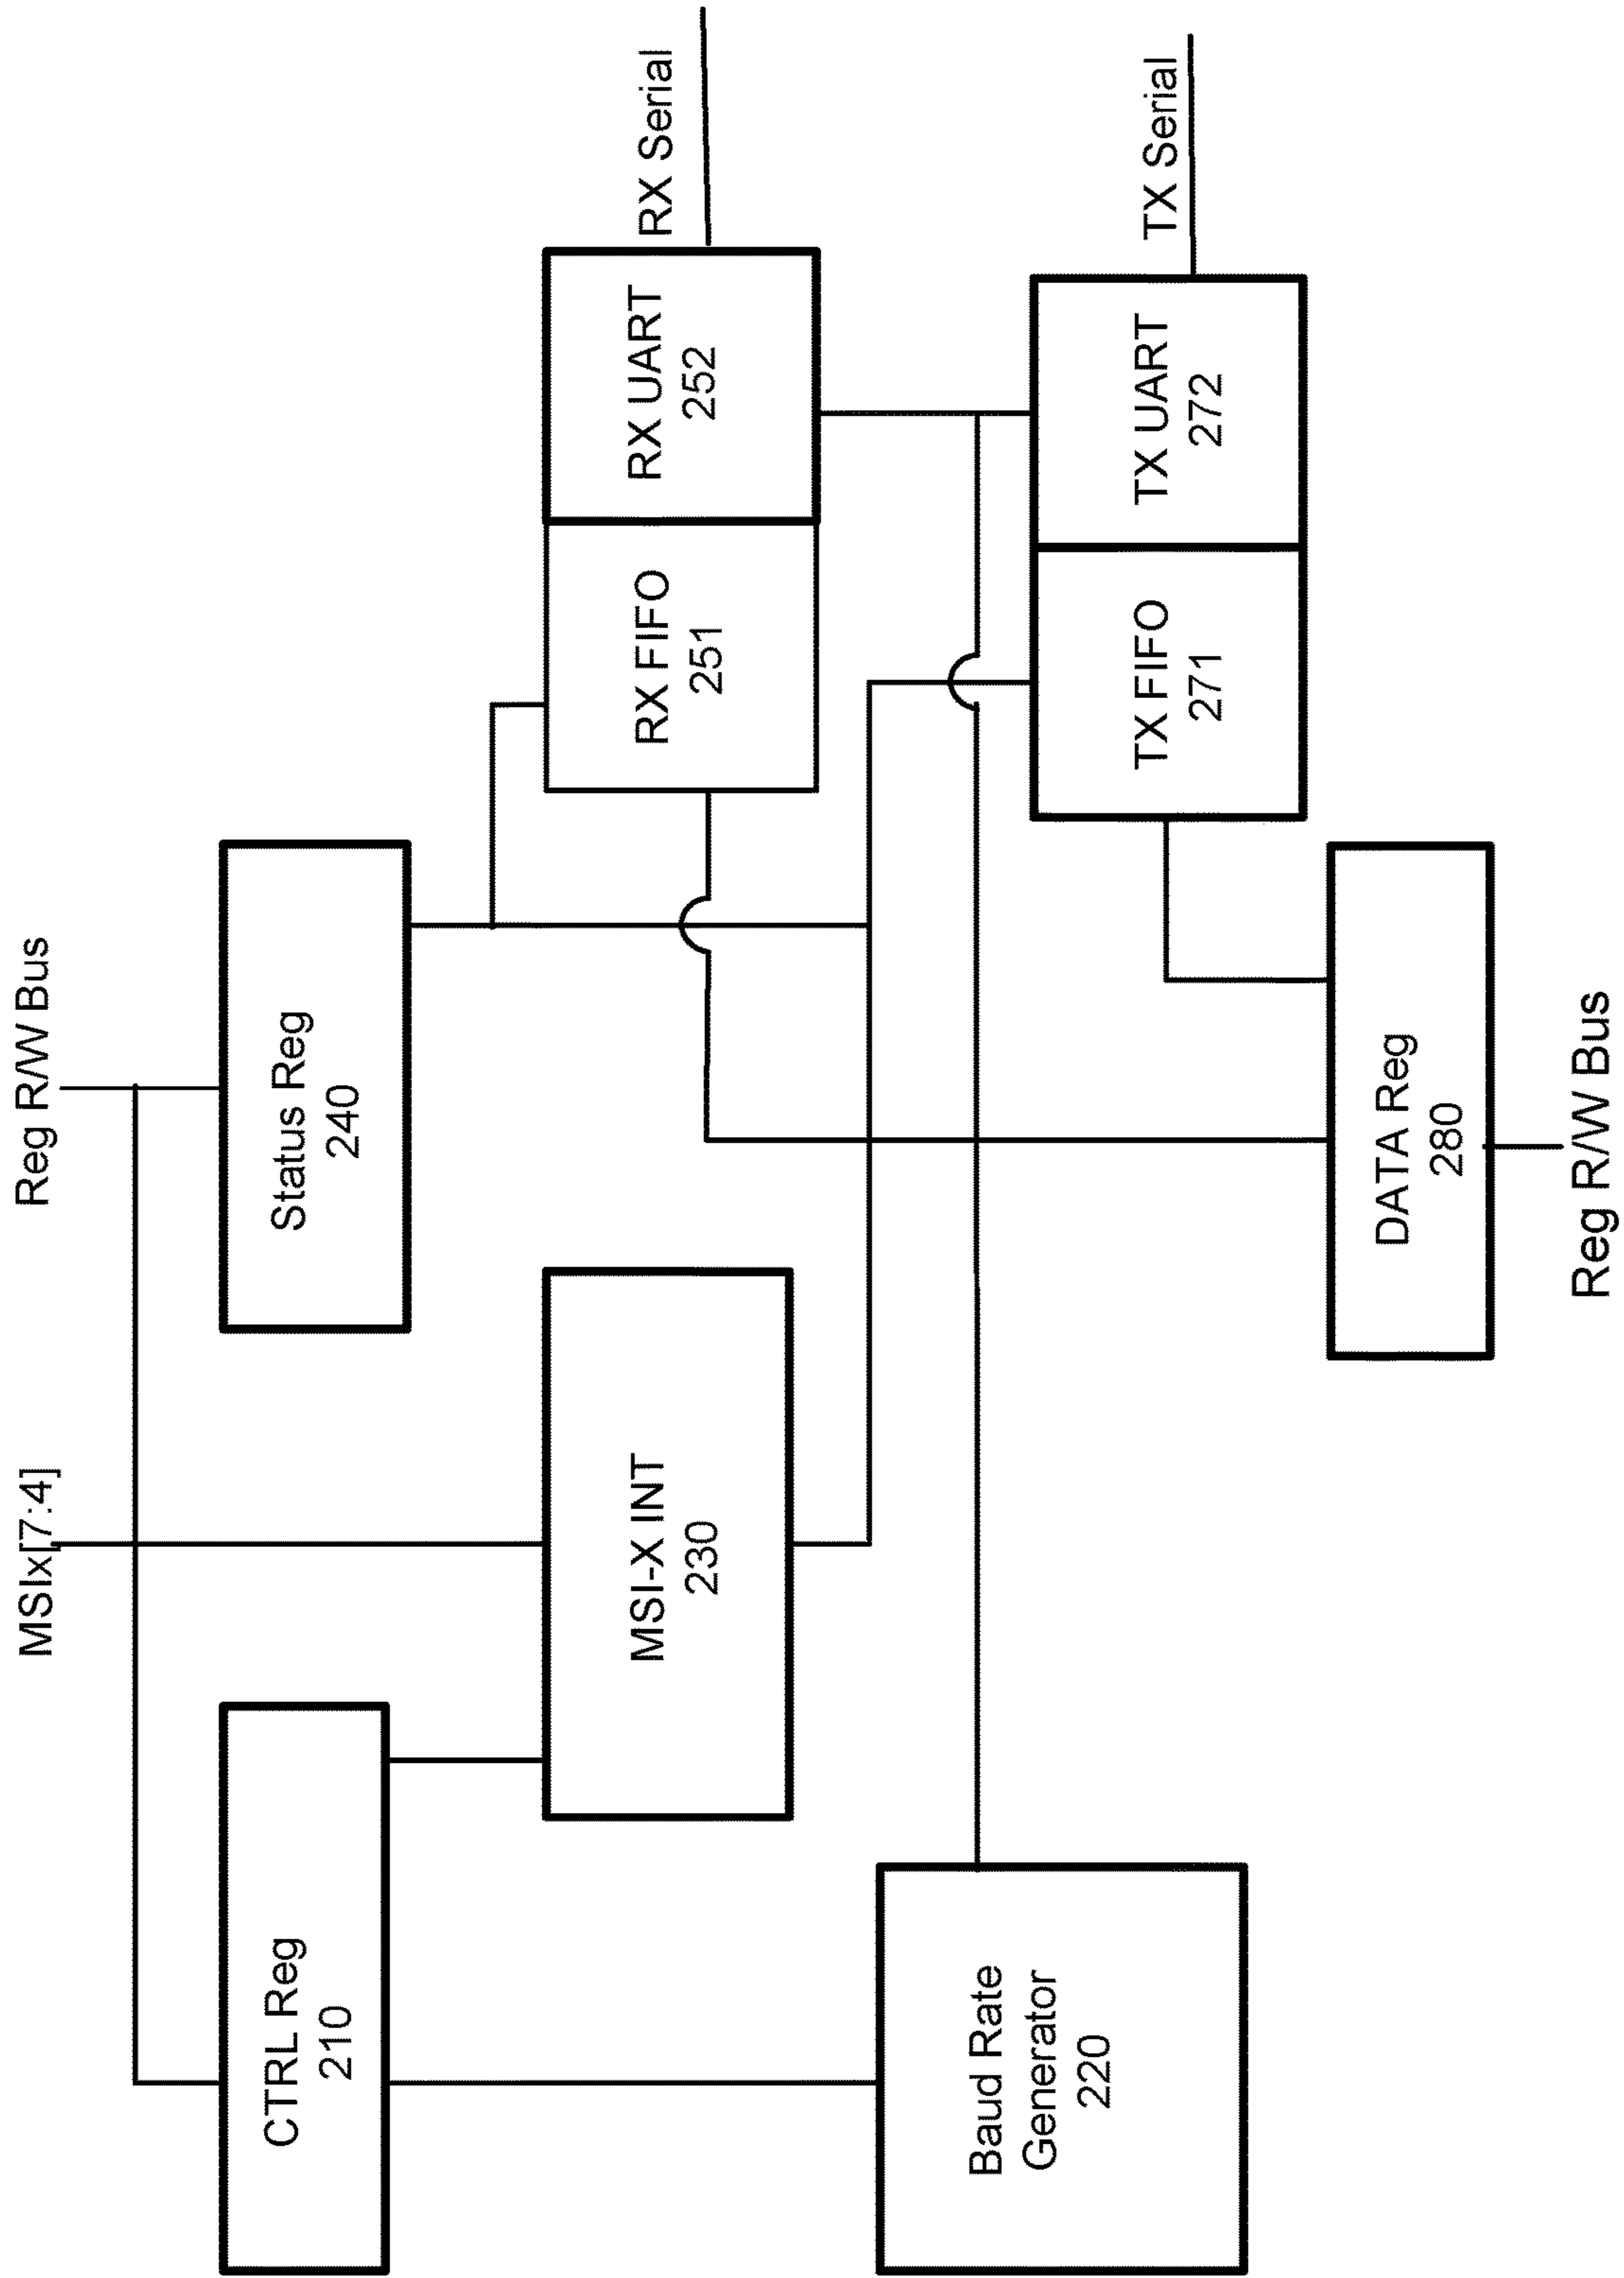 Reg R/W Bus
MSIx[7:4]
CTRL Reg
210
Status Reg
240
MSI-X INT
230
RX FIFO
251
RX UART
252
RX Serial
Baud Rate
Generator
220
TX FIFO
271
TX UART
272
TX Serial
DATA Reg
280
Reg R/W Bus